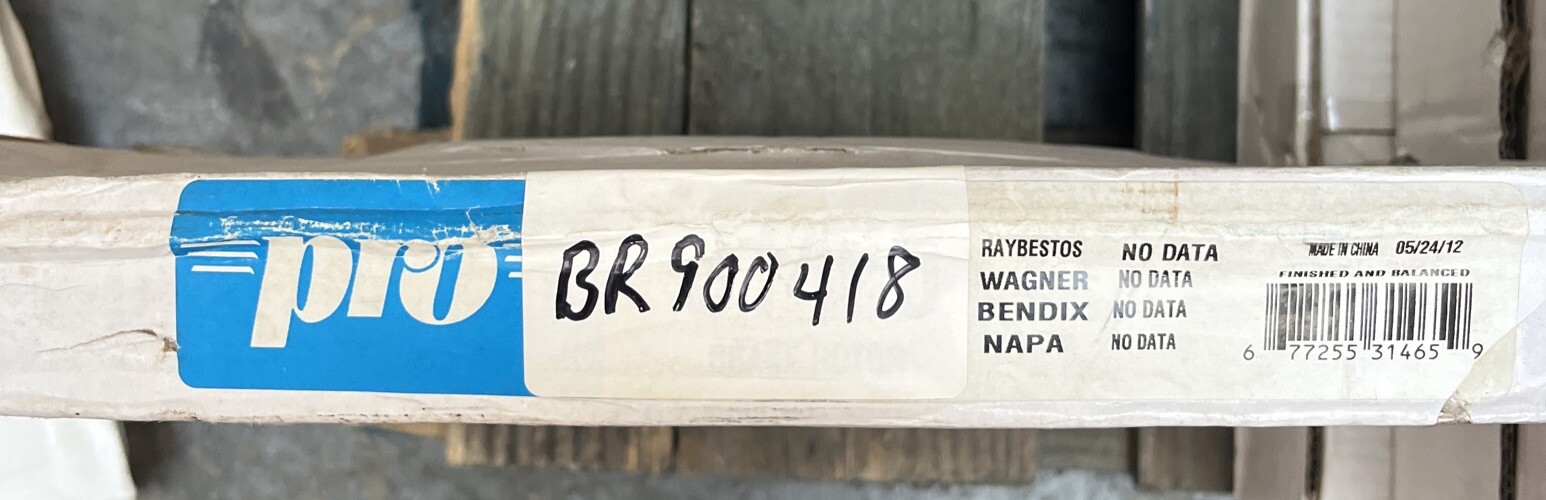 pro
BR900418
RAYBESTOS NO DATA
WAGNER NO DATA
BENDIX NO DATA
NAPA NO DATA
MADE IN CHINA 05/24/12
FINISHED AND BALANCED
6 77255 31465 9